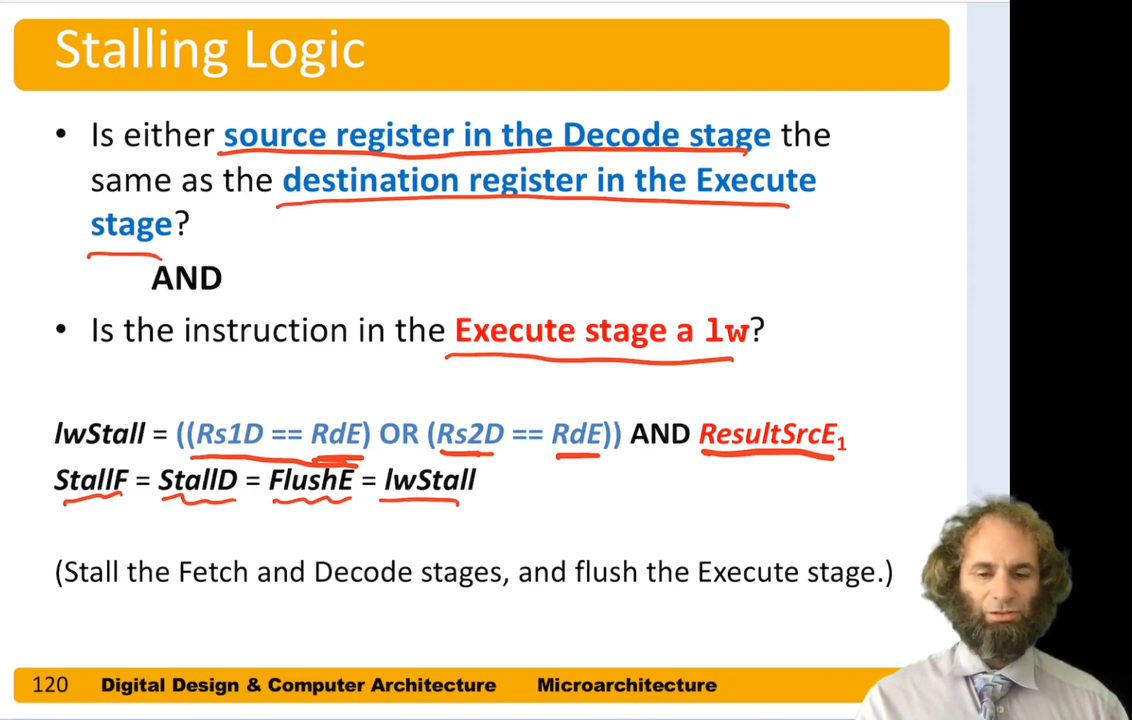 Stalling Logic
• Is either source register in the Decode stage the
same as the destination register in the Execute
stage?
AND
• Is the instruction in the Execute stage a lw?
lwStall = ((Rs1D == RdE) OR (Rs2D == RdE)) AND ResultSrcE₁
StallF = StallD = FlushE = lwStall
(Stall the Fetch and Decode stages, and flush the Execute stage.)
120 Digital Design & Computer Architecture Microarchitecture